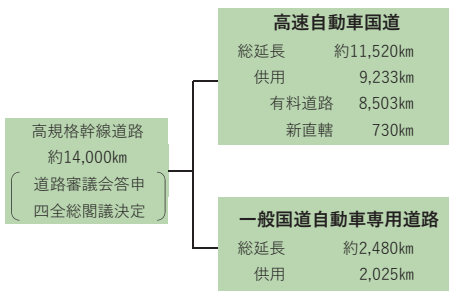 高規格幹線道路
約14,000㎞
道路審議会答申
四全総閣議決定
高速自動車国道
総延長 約11,520㎞
供用 9,233㎞
有料道路 8,503㎞
新直轄 730㎞
一般国道自動車専用道路
総延長 約2,480㎞
供用 2,025㎞